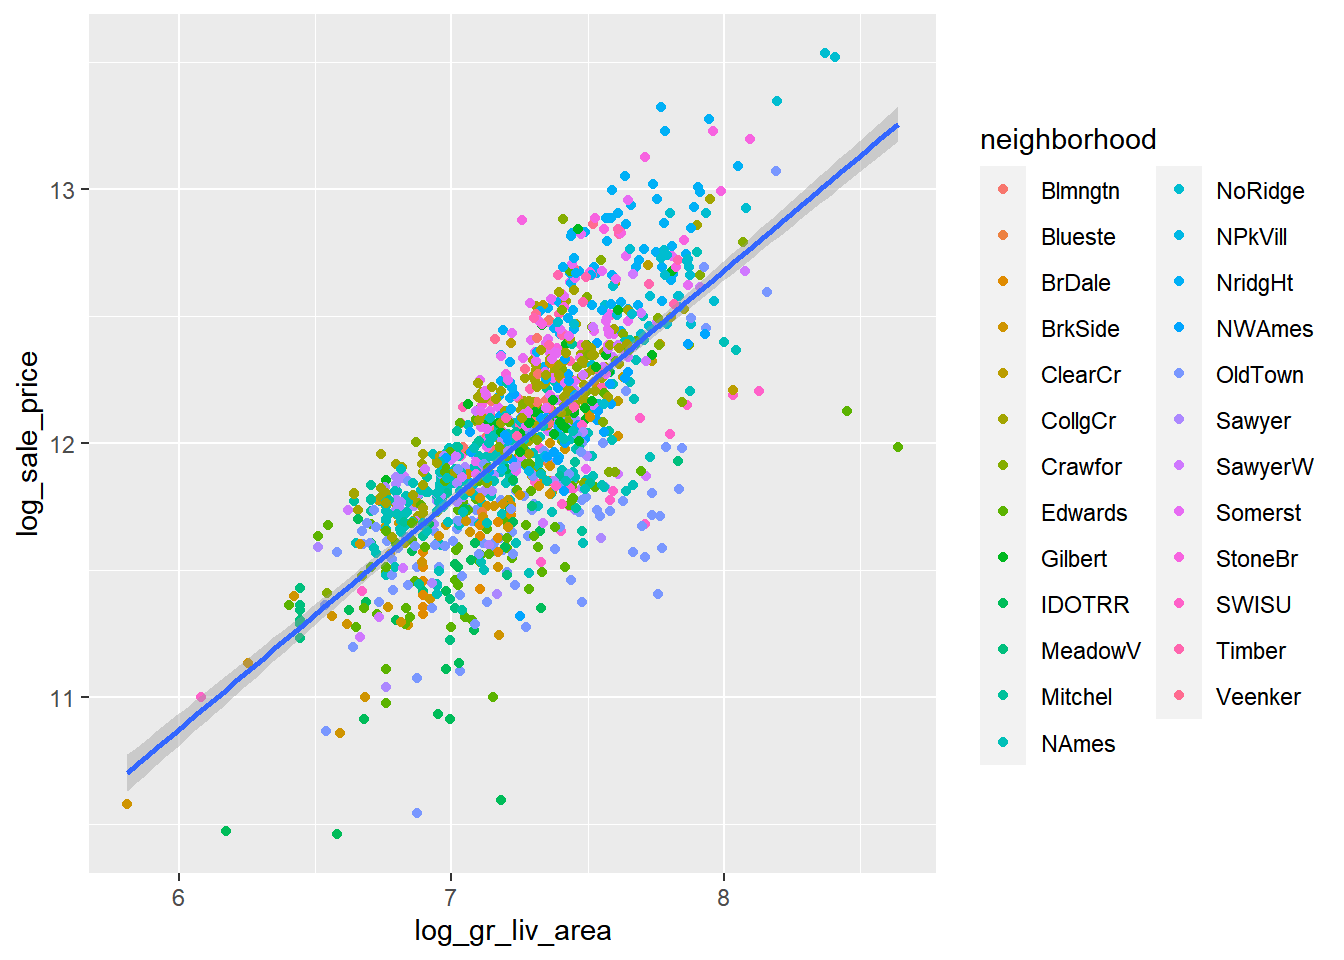 log_sale_price
13
12
11
6
7
8
log_gr_liv_area
neighborhood
Blmngtn
Blueste
BrDale
BrkSide
ClearCr
CollgCr
Crawfor
Edwards
Gilbert
IDOTRR
MeadowV
Mitchel
NAmes
NoRidge
NPkVill
NridgHt
NWAmes
OldTown
Sawyer
SawyerW
Somerst
StoneBr
SWISU
Timber
Veenker